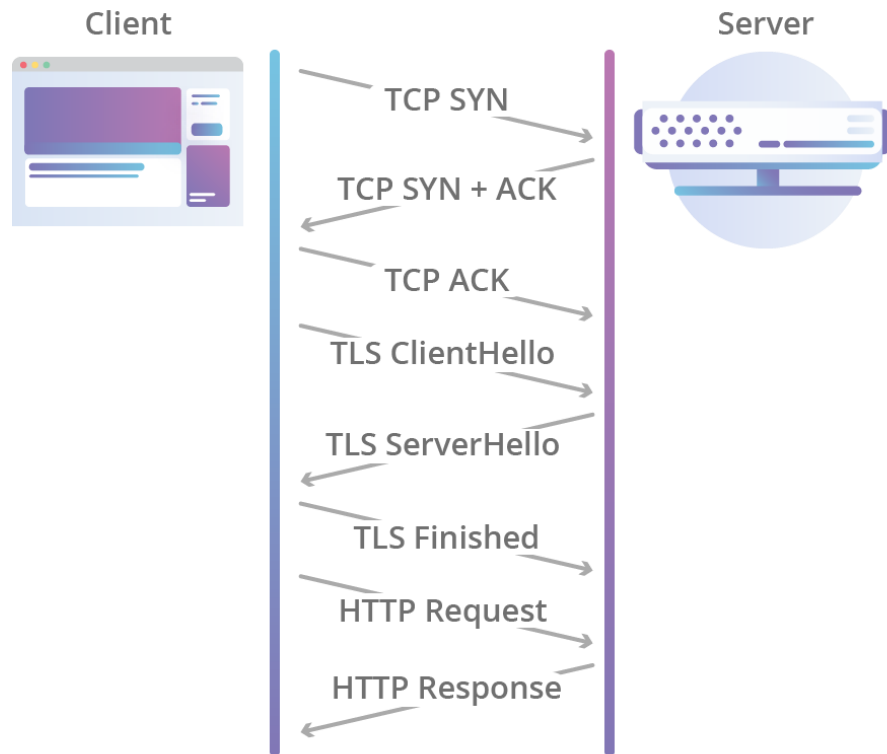 Client
Server
TCP SYN
TCP SYN + ACK
TCP ACK
TLS ClientHello
TLS ServerHello
TLS Finished
HTTP Request
HTTP Response